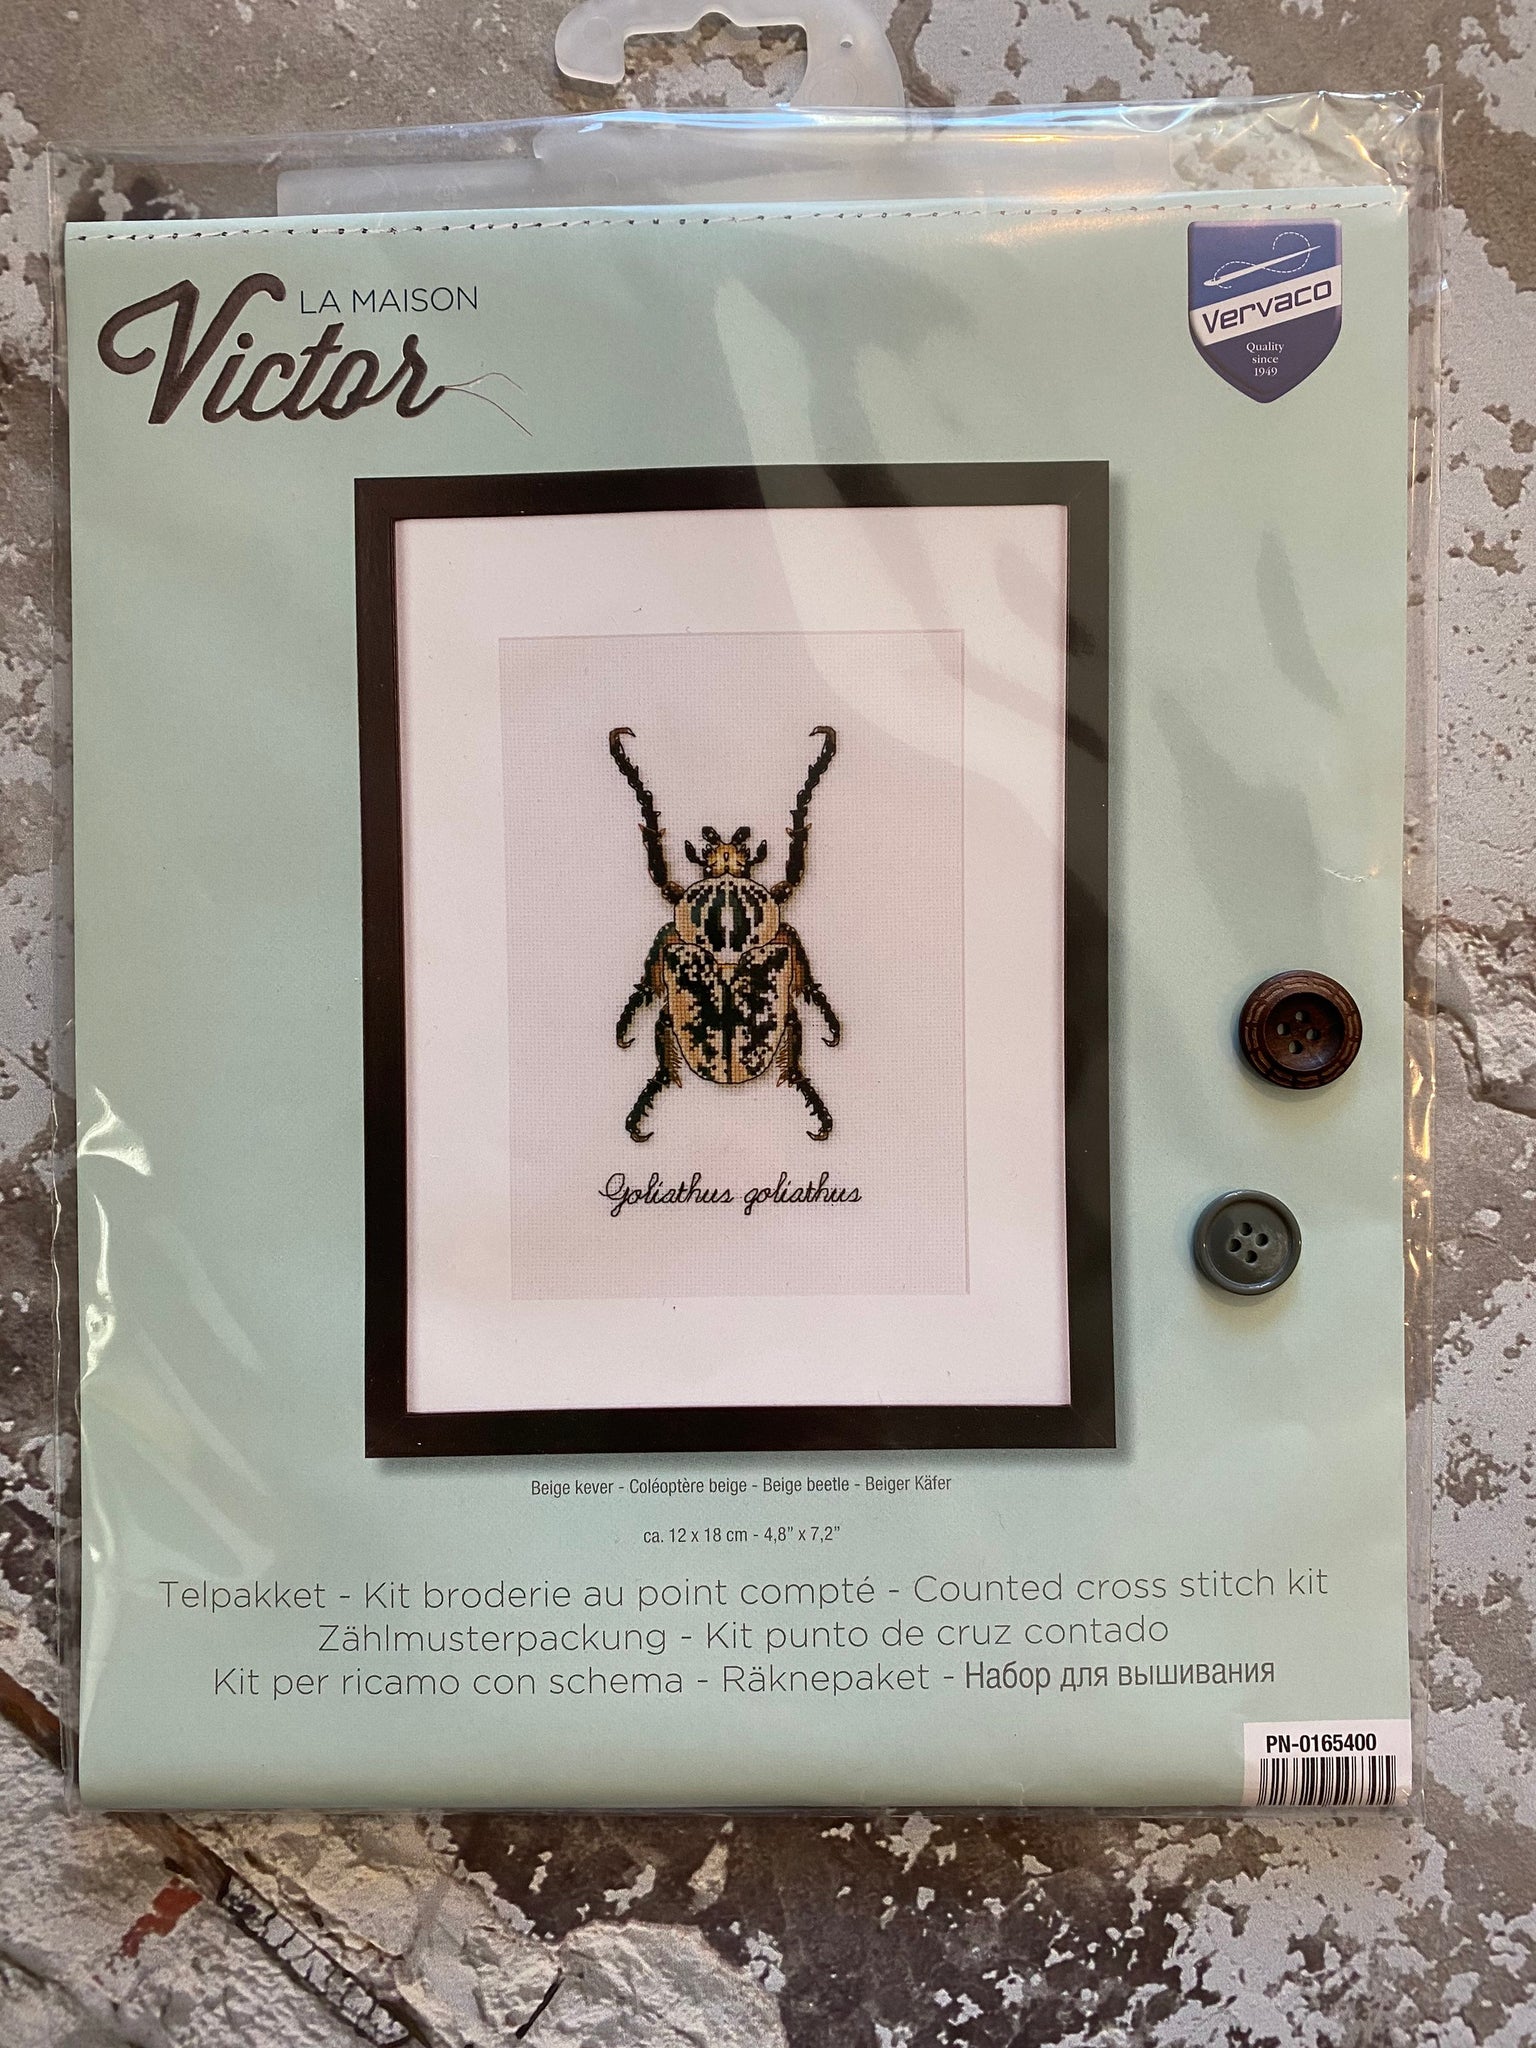 LA MAISON
Victor
Vervaco
Quality
since
1949
Goliathus goliathus
Beige kever - Coléoptère beige - Beige beetle - Beiger Käfer
ca. 12 x 18 cm - 4,8” x 7,2”
Telpakket - Kit broderie au point compté - Counted cross stitch kit
Zählmusterpackung - Kit punto de cruz contado
Kit per ricamo con schema - Räknepaket - Набор для вышивания
PN-0165400